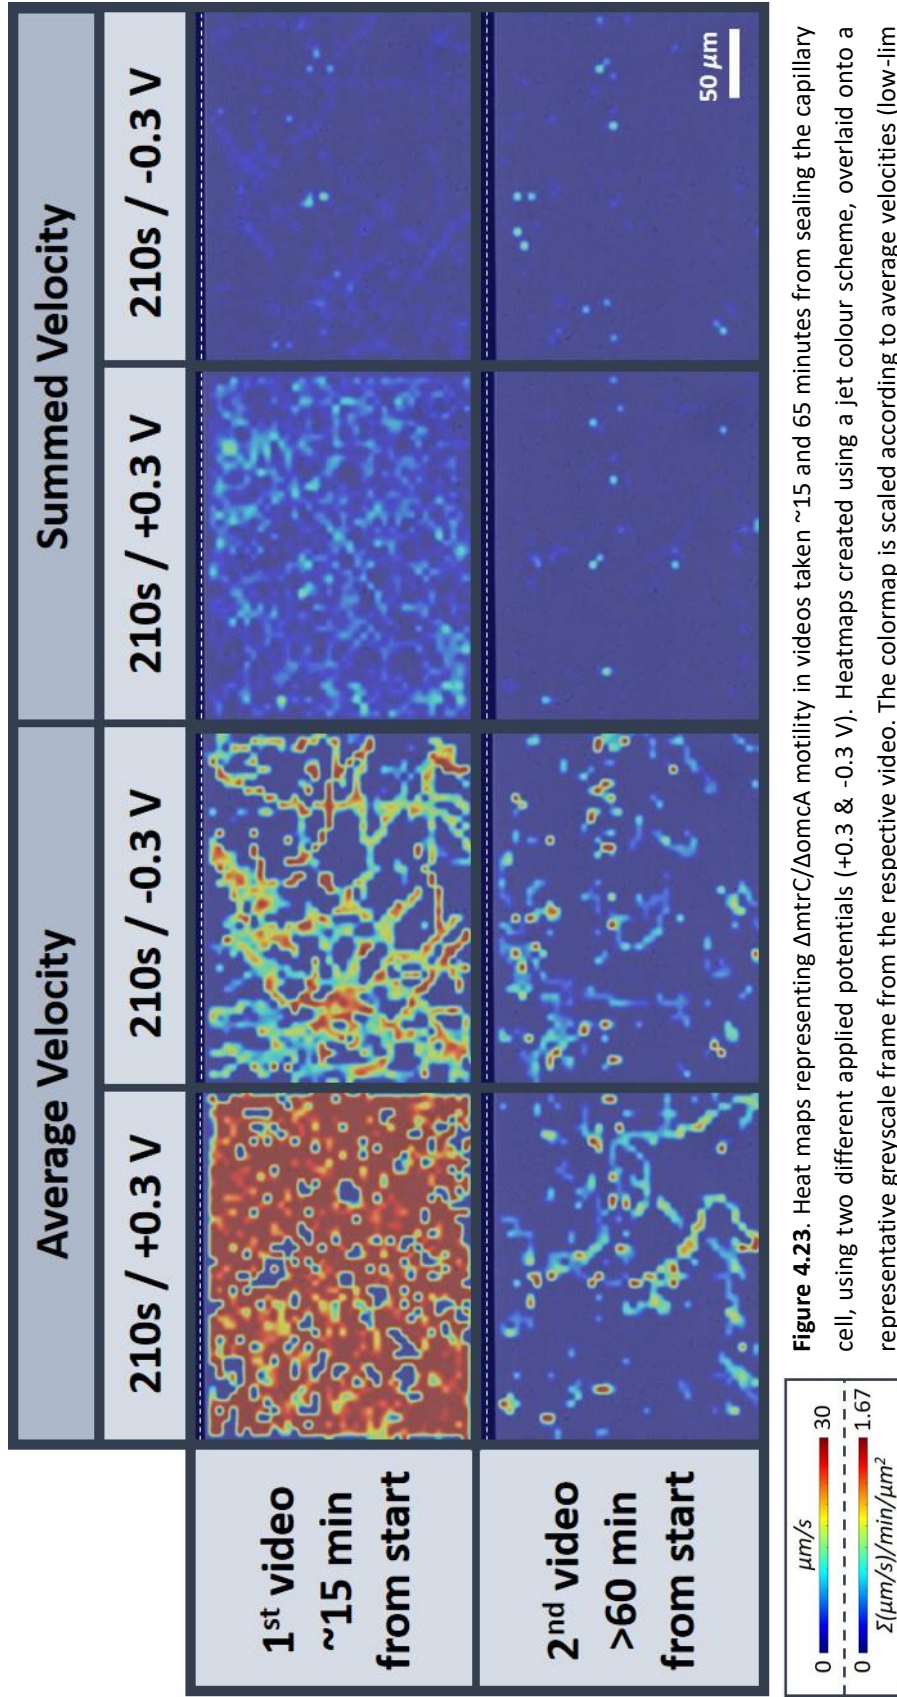 Average Velocity
Summed Velocity
210s / +0.3 V
210s / -0.3 V
210s / +0.3 V
210s / -0.3 V
1st video
~15 min
from start
2nd video
>60 min
from start
50 μm
μm/s
0
30
0
1.67
Σ(μm/s)/min/μm²
Figure 4.23. Heat maps representing ΔmtrC/ΔomcA motility in videos taken ~15 and 65 minutes from sealing the capillary
cell, using two different applied potentials (+0.3 & -0.3 V). Heatmaps created using a jet colour scheme, overlaid onto a
representative greyscale frame from the respective video. The colormap is scaled according to average velocities (low-lim